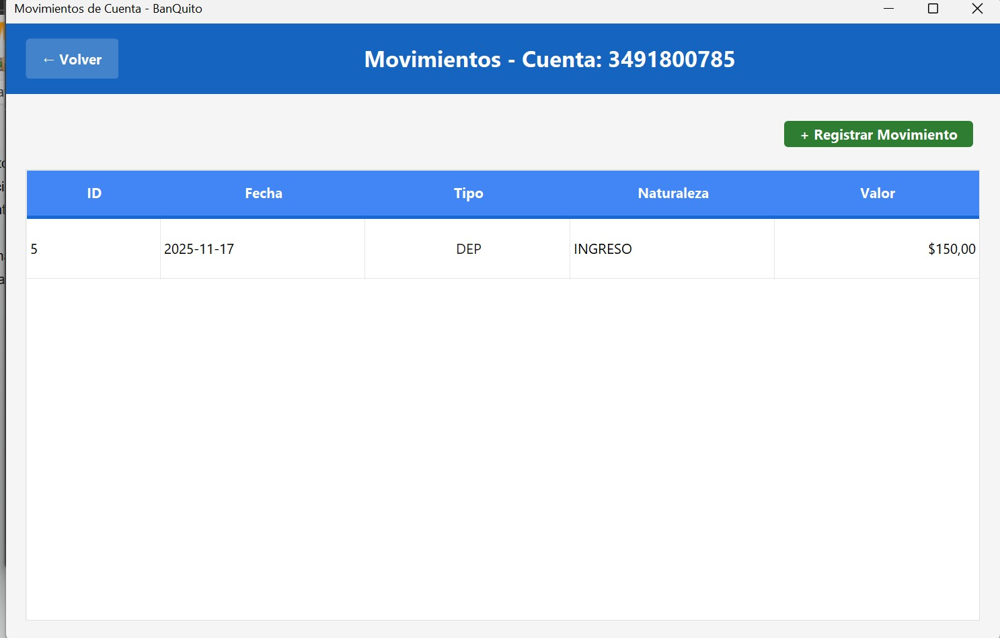 Movimientos de Cuenta - BanQuito
← Volver
Movimientos - Cuenta: 3491800785
+ Registrar Movimiento
ID Fecha Tipo Naturaleza Valor
5 2025-11-17 DEP INGRESO $150,00